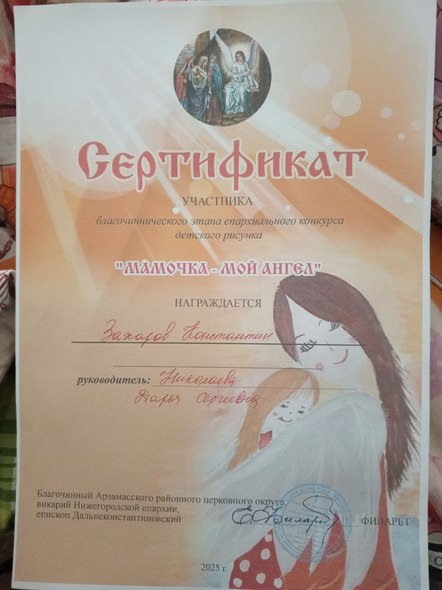 Сертификат
УЧАСТНИКА
благочиннического этапа епархиального конкурса
детского рисунка
"МАМОЧКА - МОЙ АНГЕЛ"
НАГРАЖДАЕТСЯ
Захаров Константин
руководитель: Николаева
Дарья Сергеевна
Благочинный Арзамасского районного церковного округа,
викарий Нижегородской епархии,
епископ Дальнеконстантиновский
ФИЛАРЕТ
2025 г.